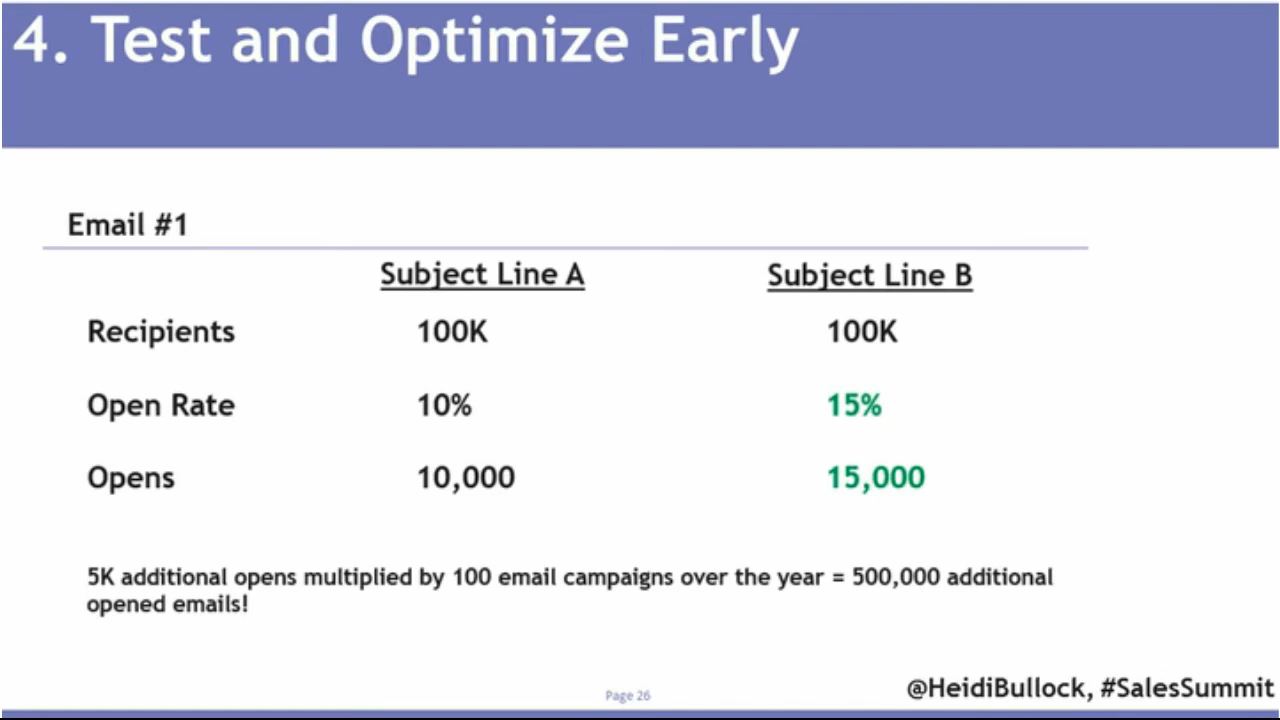 4. Test and Optimize Early
Email #1
Subject Line A Subject Line B
Recipients 100K 100K
Open Rate 10% 15%
Opens 10,000 15,000
5K additional opens multiplied by 100 email campaigns over the year = 500,000 additional
opened emails!
Page 26
@HeidiBullock, #SalesSummit